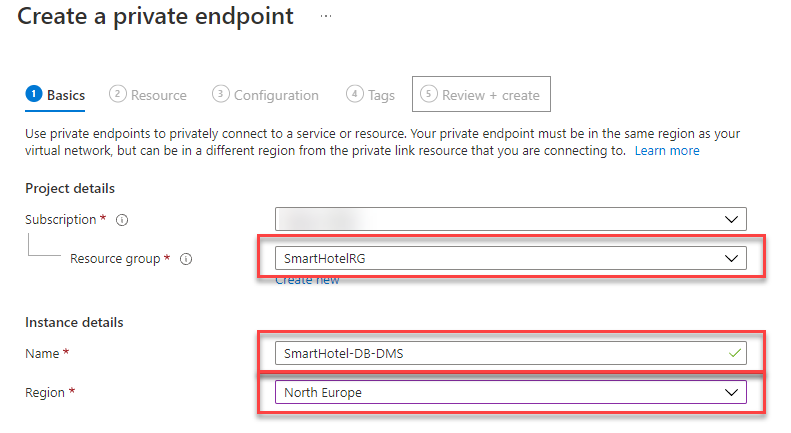 Create a private endpoint ...
1 Basics 2 Resource 3 Configuration 4 Tags 5 Review + create
Use private endpoints to privately connect to a service or resource. Your private endpoint must be in the same region as your
virtual network, but can be in a different region from the private link resource that you are connecting to. Learn more
Project details
Subscription *
Resource group * SmartHotelRG
Create new
Instance details
Name * SmartHotel-DB-DMS
Region * North Europe